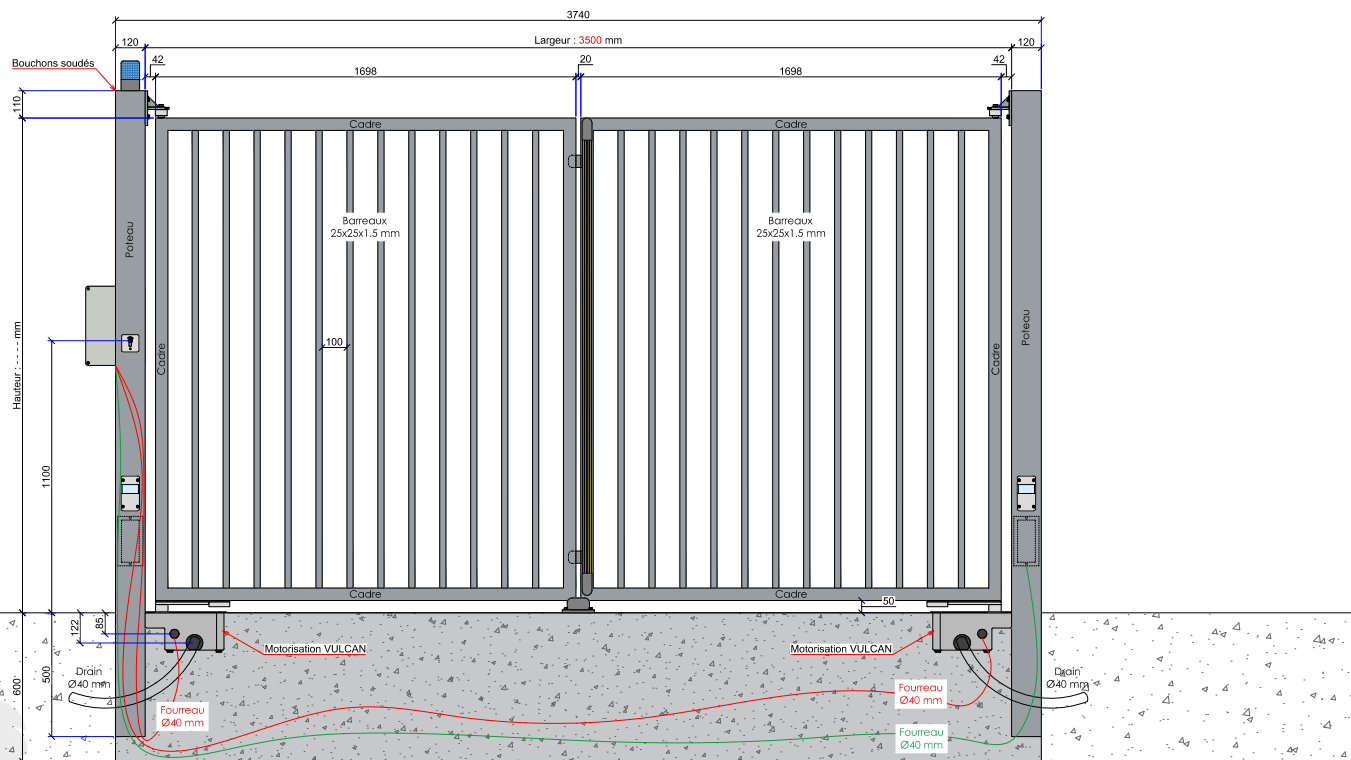 3740
120
Largeur : 3500 mm
120
Bouchons soudés
42
1698
20
1698
42
110
Cadre
Cadre
Barreaux
25x25x1.5 mm
Barreaux
25x25x1.5 mm
Poteau
Poteau
Hauteur : - - - - mm
100
Cadre
Cadre
1100
Cadre
Cadre
50
122
85
Motorisation VULCAN
Motorisation VULCAN
600
500
Drain
Ø40 mm
Drain
Ø40 mm
Fourreau
Ø40 mm
Fourreau
Ø40 mm
Fourreau
Ø40 mm